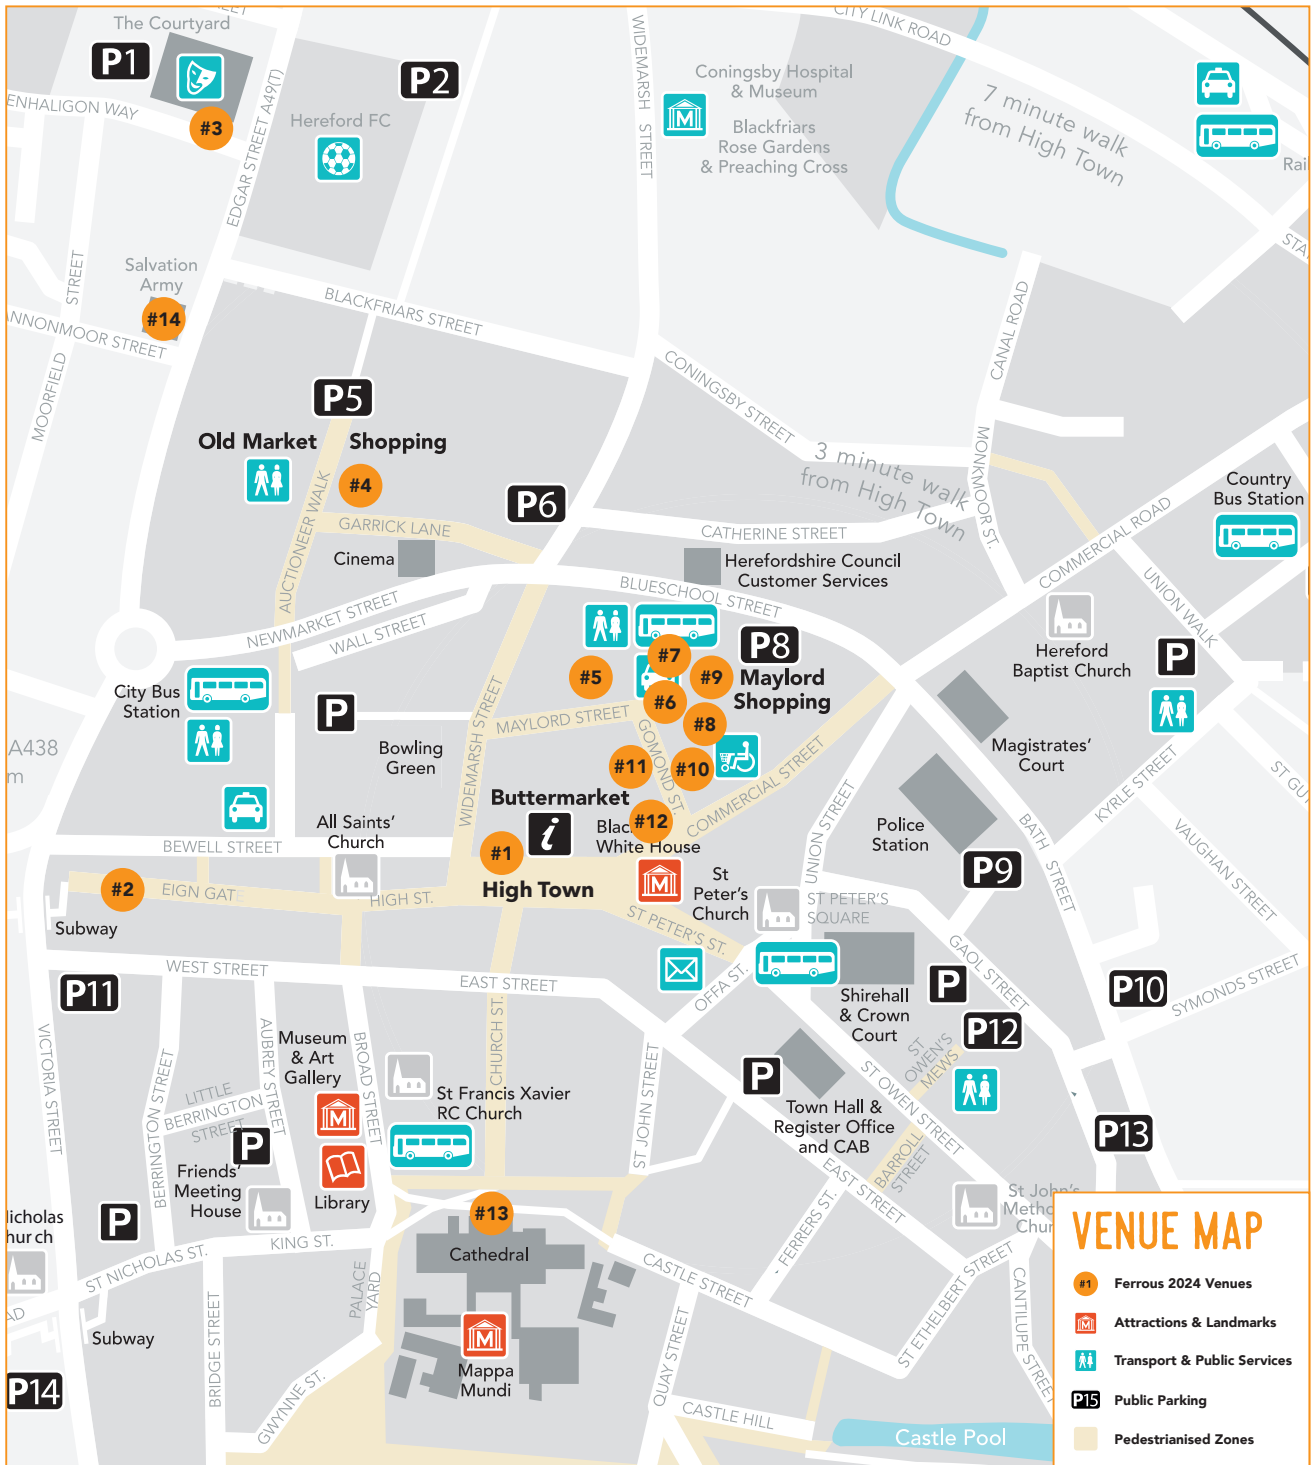 The Courtyard
P1
ENHALIGON WAY
#3
EDGAR STREET A49(T)
Hereford FC
P2
WIDEMARSH STREET
CITY LINK ROAD
Coningsby Hospital
& Museum
Blackfriars
Rose Gardens
& Preaching Cross
M
7 minute walk
from High Town
Rai
STA
Salvation
Army
#14
STREET
MOORFIELD
ANNONMOOR STREET
BLACKFRIARS STREET
P5
Old Market Shopping
#4
AUCTIONEER WALK
GARRICK LANE
Cinema
P6
CONINGSBY STREET
3 minute walk
from High Town
CANAL ROAD
MONKMOOR ST.
CATHERINE STREET
Herefordshire Council
Customer Services
BLUESCHOOL STREET
COMMERCIAL ROAD
Country
Bus Station
UNION WALK
Hereford
Baptist Church
P
NEWMARKET STREET
WALL STREET
City Bus
Station
P
Bowling
Green
A438
m
WIDEMARSH STREET
MAYLORD STREET
#7
#5
#9
#6
#8
P8
Maylord
Shopping
GOMOND ST.
#11
#10
COMMERCIAL STREET
Magistrates'
Court
KYRLE STREET
ST GU
VAUGHAN STREET
BATH STREET
Police
Station
P9
UNION STREET
Buttermarket
i
#1
High Town
#12
Blac
White House
M
St
Peter's
Church
ST PETER'S
SQUARE
ST PETER'S ST.
All Saints'
Church
BEWELL STREET
#2
EIGN GATE
HIGH ST.
Subway
P11
WEST STREET
EAST STREET
OFFA ST.
Shirehall
& Crown
Court
GAOL STREET
P
P12
P10
SYMONDS STREET
P13
VICTORIA STREET
BERRINGTON STREET
AUBREY STREET
BROAD STREET
CHURCH ST.
Museum
& Art
Gallery
M
LITTLE
BERRINGTON
STREET
P
St Francis Xavier
RC Church
ST JOHN STREET
P
Town Hall &
Register Office
and CAB
ST OWEN STREET
ST
OWEN'S
MEWS
BARROLL
STREET
EAST STREET
Friends'
Meeting
House
Library
P
licholas
hurch
ST NICHOLAS ST.
KING ST.
#13
Cathedral
PALACE
YARD
M
Mappa
Mundi
CASTLE STREET
FERRERS ST.
St John's
Metho
Chur
ST ETHELBERT STREET
CANTILUPE STREET
AD
Subway
P14
BRIDGE STREET
GWYNNE ST.
QUAY STREET
CASTLE HILL
Castle Pool
VENUE MAP
#1 Ferrous 2024 Venues
M Attractions & Landmarks
Transport & Public Services
P15 Public Parking
Pedestrianised Zones